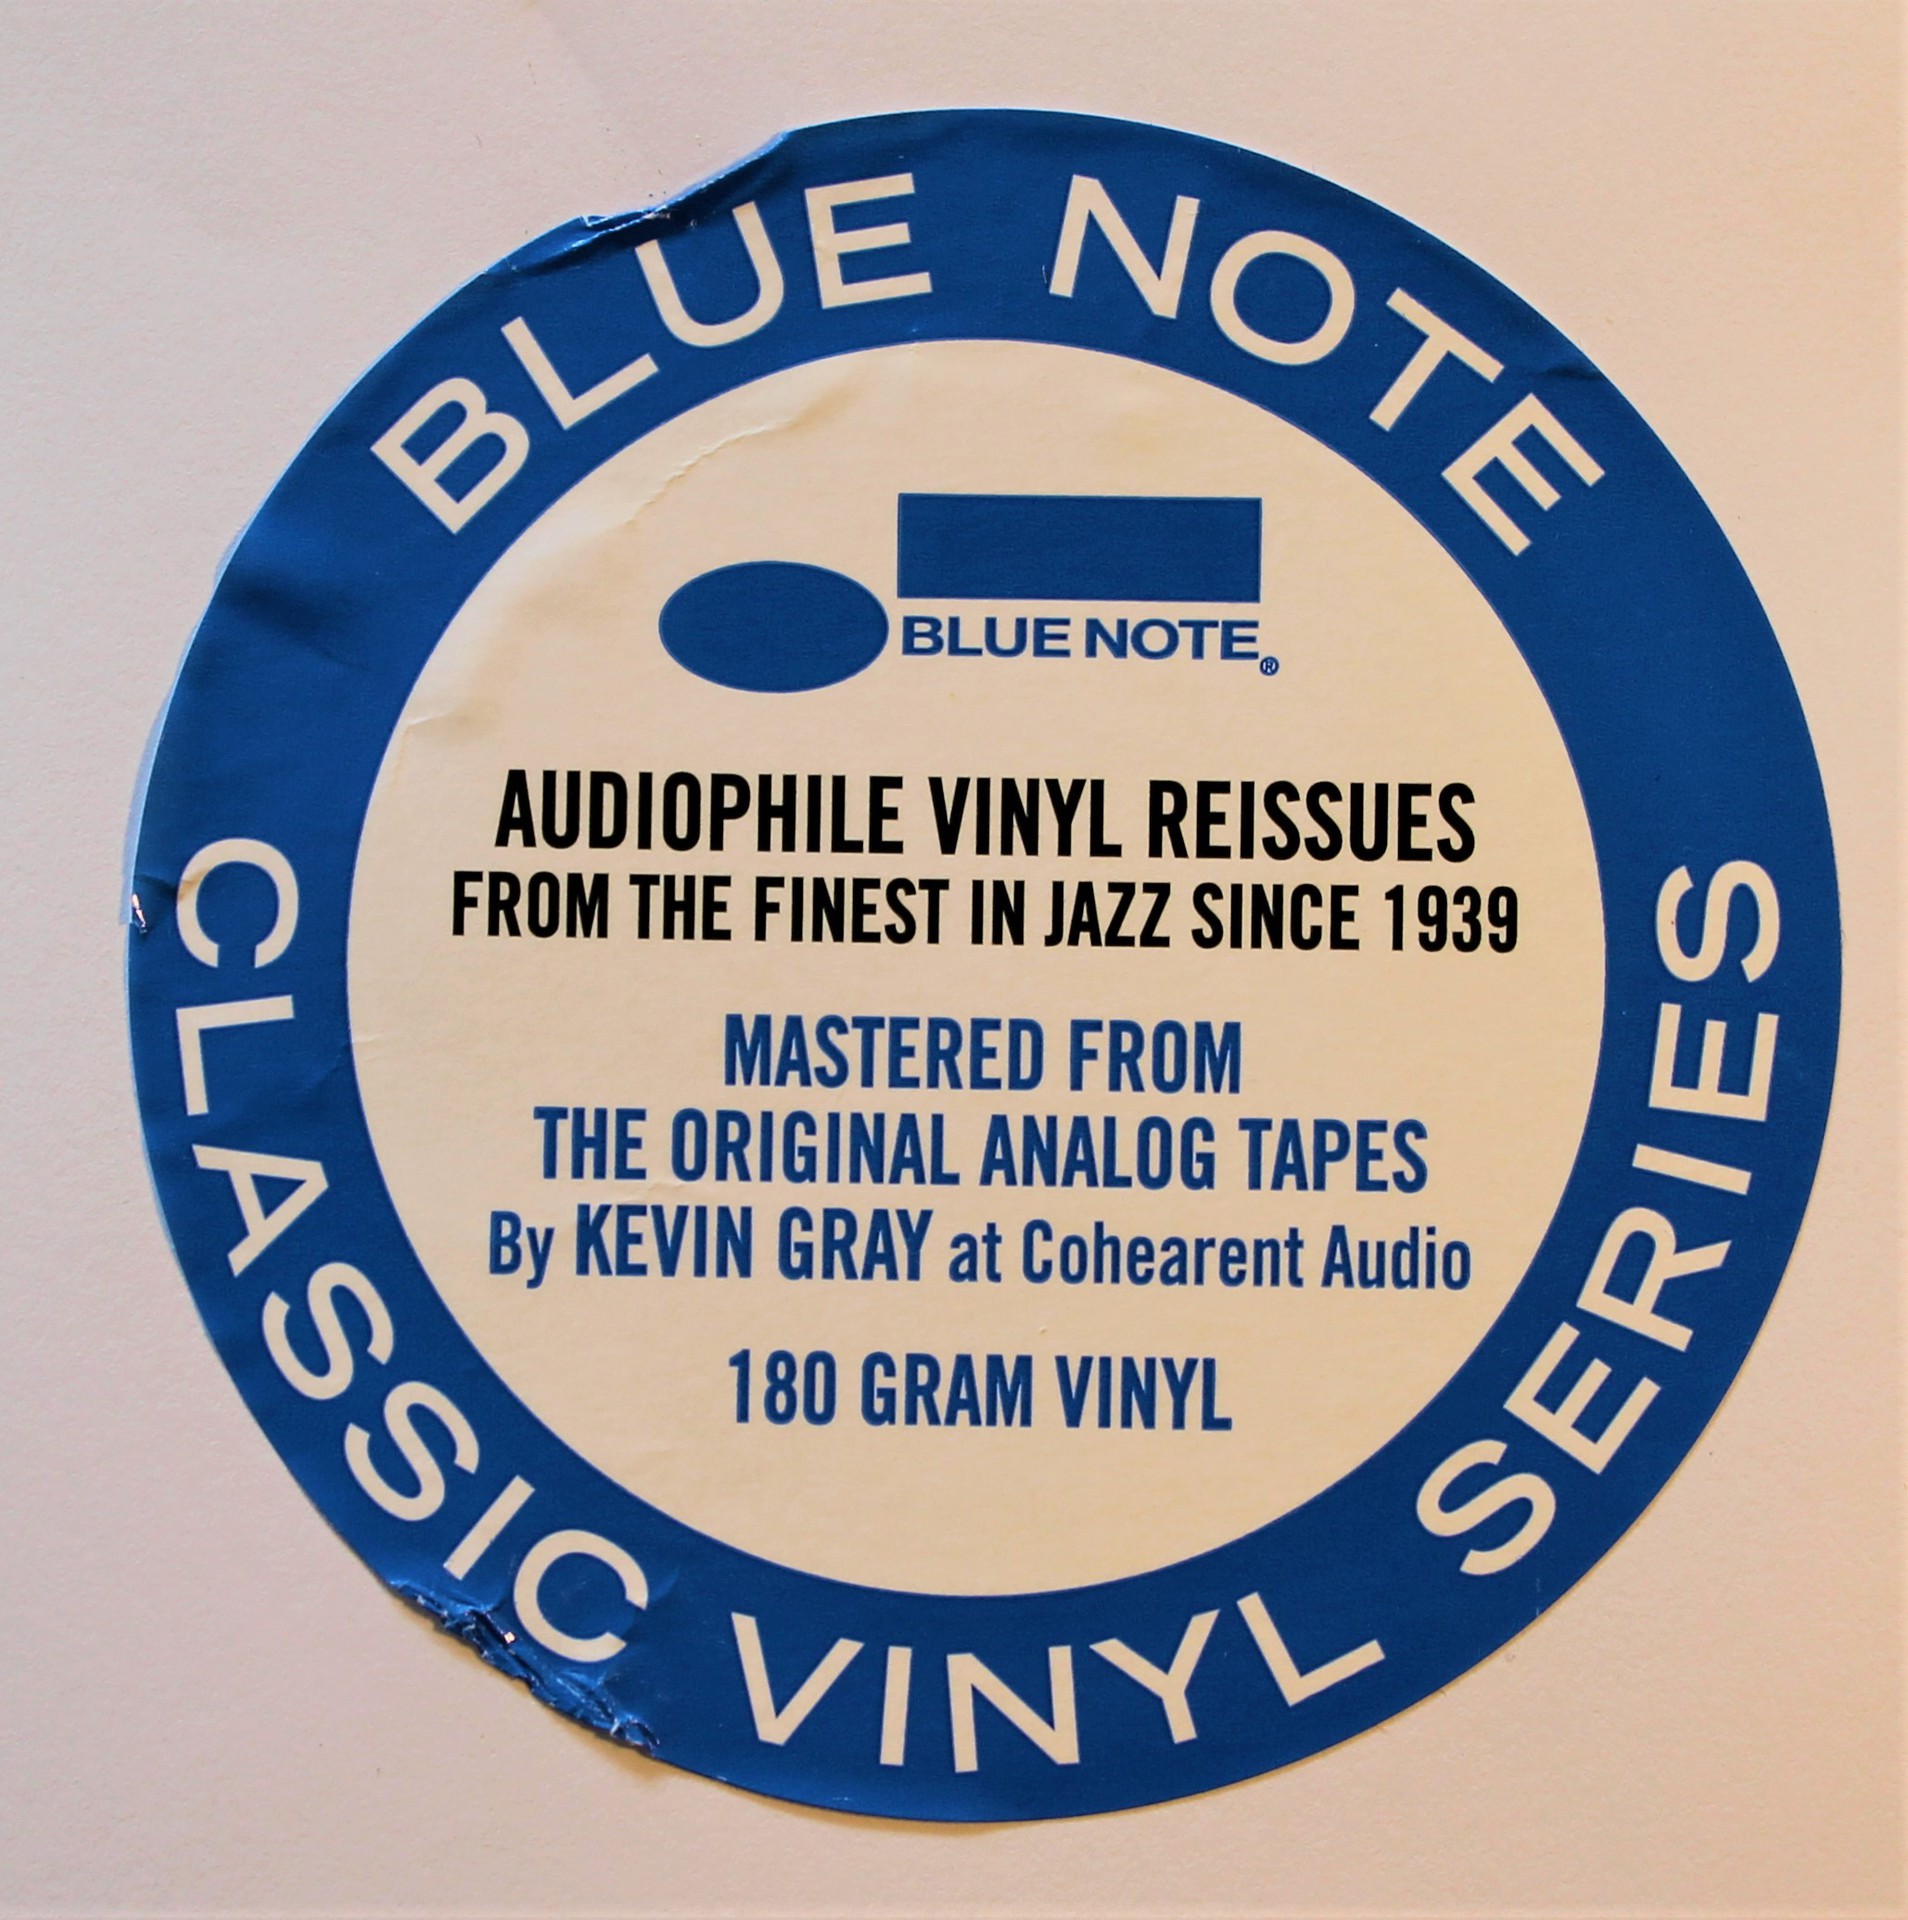 BLUE NOTE
BLUE NOTE®
AUDIOPHILE VINYL REISSUES
FROM THE FINEST IN JAZZ SINCE 1939
MASTERED FROM
THE ORIGINAL ANALOG TAPES
By KEVIN GRAY at Cohearent Audio
180 GRAM VINYL
CLASSIC VINYL SERIES